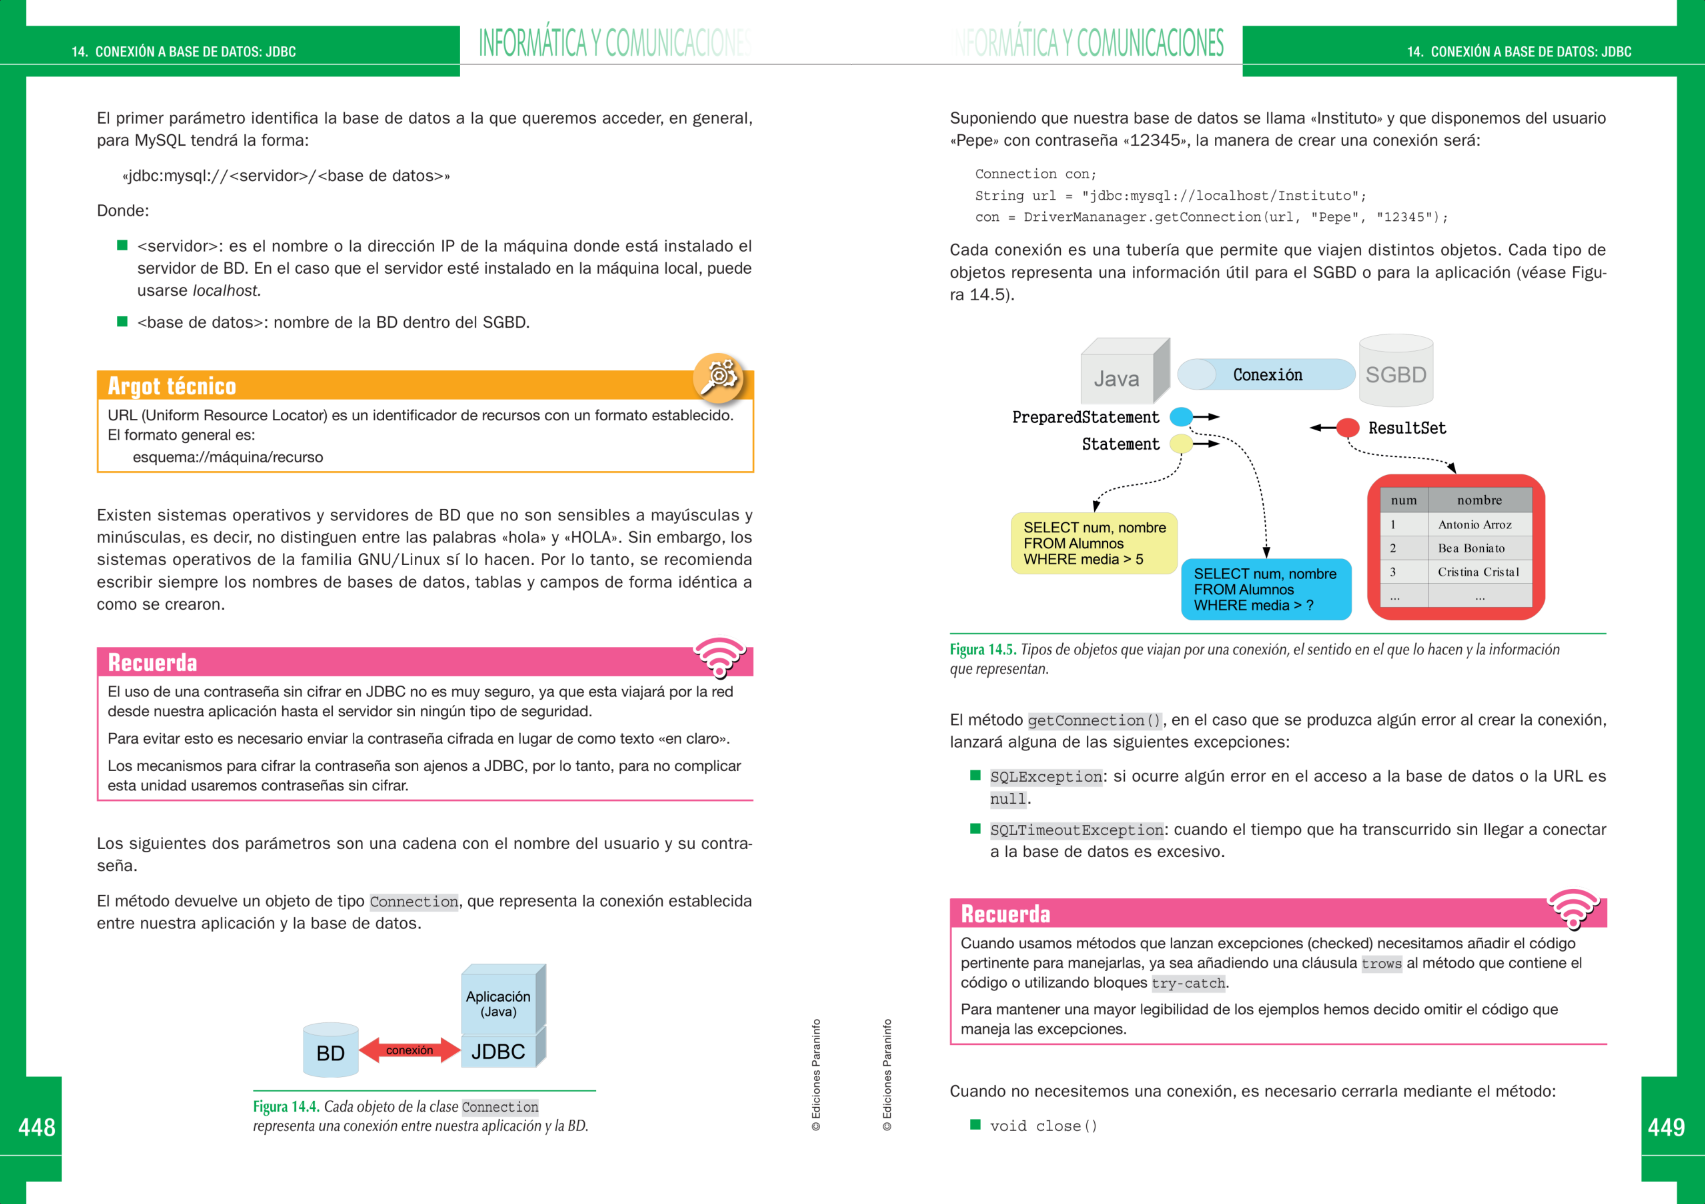 14. CONEXIÓN A BASE DE DATOS: JDBC
INFORMÁTICA Y COMUNICACIONES
El primer parámetro identifica la base de datos a la que queremos acceder, en general,
para MySQL tendrá la forma:
«jdbc:mysql://<servidor>/<base de datos>»
Donde:
<servidor>: es el nombre o la dirección IP de la máquina donde está instalado el
servidor de BD. En el caso que el servidor esté instalado en la máquina local, puede
usarse localhost.
<base de datos>: nombre de la BD dentro del SGBD.
Argot técnico
URL (Uniform Resource Locator) es un identificador de recursos con un formato establecido.
El formato general es:
esquema://máquina/recurso
Existen sistemas operativos y servidores de BD que no son sensibles a mayúsculas y
minúsculas, es decir, no distinguen entre las palabras «hola» y «HOLA». Sin embargo, los
sistemas operativos de la familia GNU/Linux sí lo hacen. Por lo tanto, se recomienda
escribir siempre los nombres de bases de datos, tablas y campos de forma idéntica a
como se crearon.
Recuerda
El uso de una contraseña sin cifrar en JDBC no es muy seguro, ya que esta viajará por la red
desde nuestra aplicación hasta el servidor sin ningún tipo de seguridad.
Para evitar esto es necesario enviar la contraseña cifrada en lugar de como texto «en claro».
Los mecanismos para cifrar la contraseña son ajenos a JDBC, por lo tanto, para no complicar
esta unidad usaremos contraseñas sin cifrar.
Los siguientes dos parámetros son una cadena con el nombre del usuario y su contra-
seña.
El método devuelve un objeto de tipo Connection, que representa la conexión establecida
entre nuestra aplicación y la base de datos.
Aplicación
(Java)
BD
conexión
JDBC
Figura 14.4. Cada objeto de la clase Connection
representa una conexión entre nuestra aplicación y la BD.
© Ediciones Paraninfo
448
INFORMÁTICA Y COMUNICACIONES
14. CONEXIÓN A BASE DE DATOS: JDBC
Suponiendo que nuestra base de datos se llama «Instituto» y que disponemos del usuario
«Pepe» con contraseña «12345», la manera de crear una conexión será:
Connection con;
String url = "jdbc:mysql://localhost/Instituto";
con = DriverMananager.getConnection(url, "Pepe", "12345");
Cada conexión es una tubería que permite que viajen distintos objetos. Cada tipo de
objetos representa una información útil para el SGBD o para la aplicación (véase Figu-
ra 14.5).
Java
Conexión
SGBD
PreparedStatement
Statement
ResultSet
SELECT num, nombre
FROM Alumnos
WHERE media > 5
SELECT num, nombre
FROM Alumnos
WHERE media > ?
num nombre
1 Antonio Arroz
2 Bea Boniato
3 Cristina Cristal
... ...
Figura 14.5. Tipos de objetos que viajan por una conexión, el sentido en el que lo hacen y la información
que representan.
El método getConnection(), en el caso que se produzca algún error al crear la conexión,
lanzará alguna de las siguientes excepciones:
SQLException: si ocurre algún error en el acceso a la base de datos o la URL es
null.
SQLTimeoutException: cuando el tiempo que ha transcurrido sin llegar a conectar
a la base de datos es excesivo.
Recuerda
Cuando usamos métodos que lanzan excepciones (checked) necesitamos añadir el código
pertinente para manejarlas, ya sea añadiendo una cláusula trows al método que contiene el
código o utilizando bloques try-catch.
Para mantener una mayor legibilidad de los ejemplos hemos decido omitir el código que
maneja las excepciones.
Cuando no necesitemos una conexión, es necesario cerrarla mediante el método:
void close()
© Ediciones Paraninfo
449